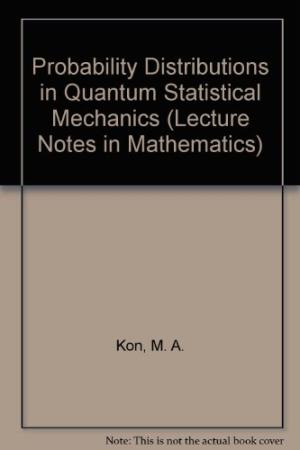 Probability Distributions
in Quantum Statistical
Mechanics (Lecture
Notes in Mathematics)
Kon, M. A.
Note: This is not the actual book cover